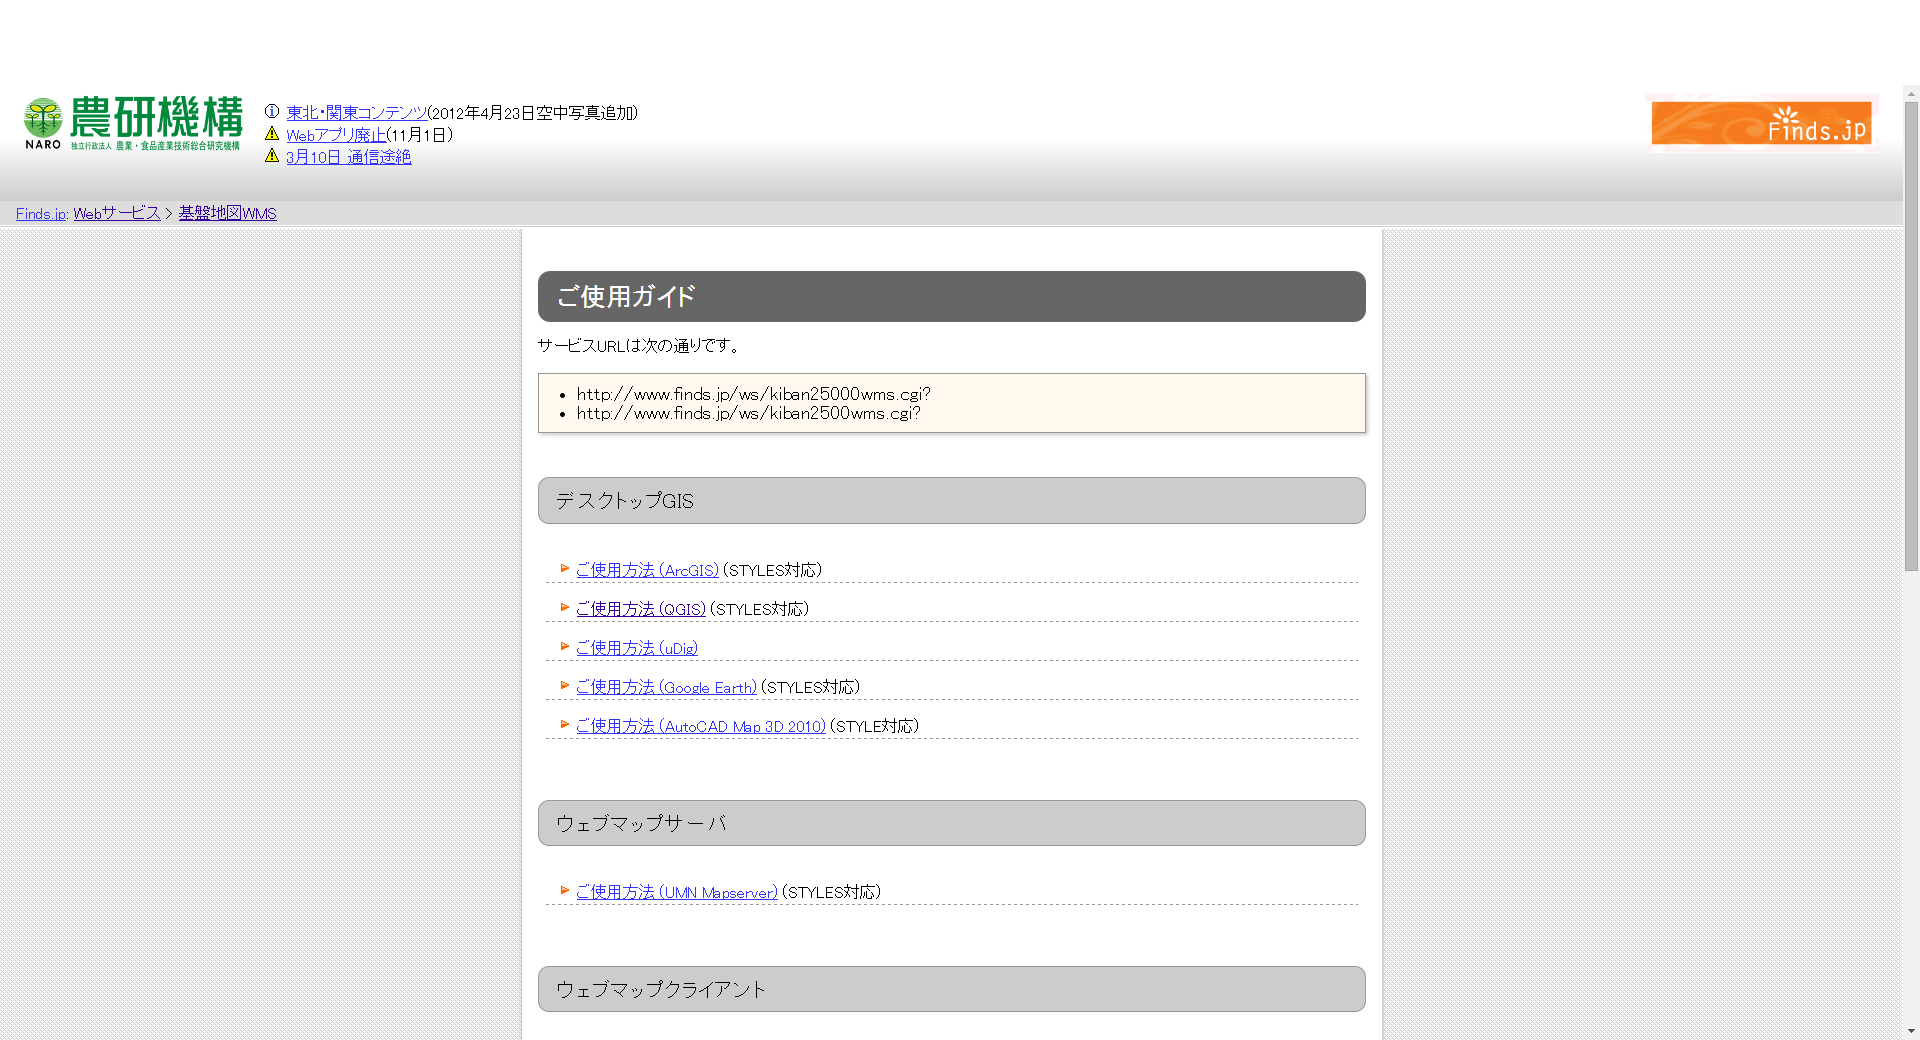 農研機構
NARO 独立行政法人 農業・食品産業技術総合研究機構
東北・関東コンテンツ(2012年4月23日空中写真追加)
Webアプリ廃止(11月1日)
3月10日 通信途絶
Finds.jp
Finds.jp: Webサービス > 基盤地図WMS
ご使用ガイド
サービスURLは次の通りです。
• http://www.finds.jp/ws/kiban25000wms.cgi?
• http://www.finds.jp/ws/kiban2500wms.cgi?
デスクトップGIS
ご使用方法 (ArcGIS) (STYLES対応)
ご使用方法 (QGIS) (STYLES対応)
ご使用方法 (uDig)
ご使用方法 (Google Earth) (STYLES対応)
ご使用方法 (AutoCAD Map 3D 2010) (STYLE対応)
ウェブマップサーバ
ご使用方法 (UMN Mapserver) (STYLES対応)
ウェブマップクライアント